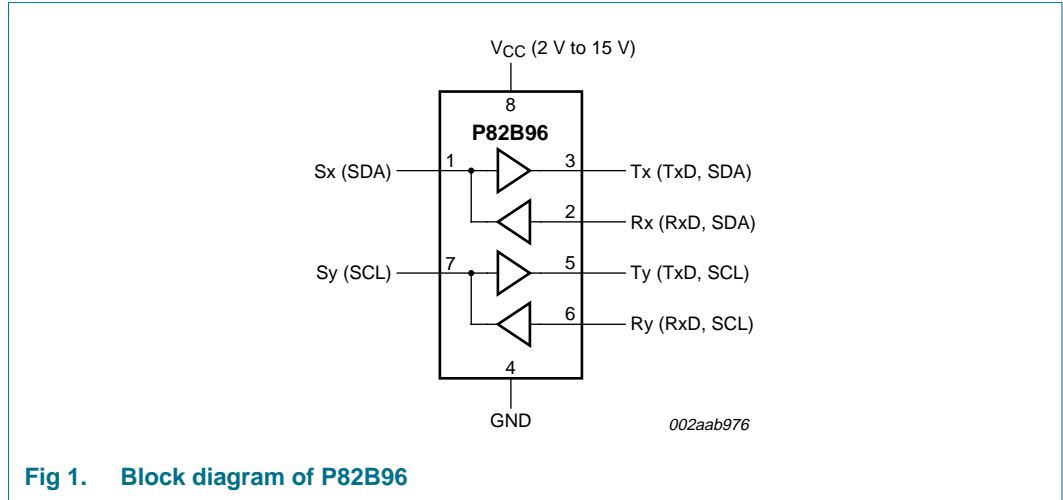 VCC (2 V to 15 V)
8
P82B96
Sx (SDA) 1 3 Tx (TxD, SDA)
2 Rx (RxD, SDA)
Sy (SCL) 7 5 Ty (TxD, SCL)
6 Ry (RxD, SCL)
4
GND
002aab976
Fig 1. Block diagram of P82B96